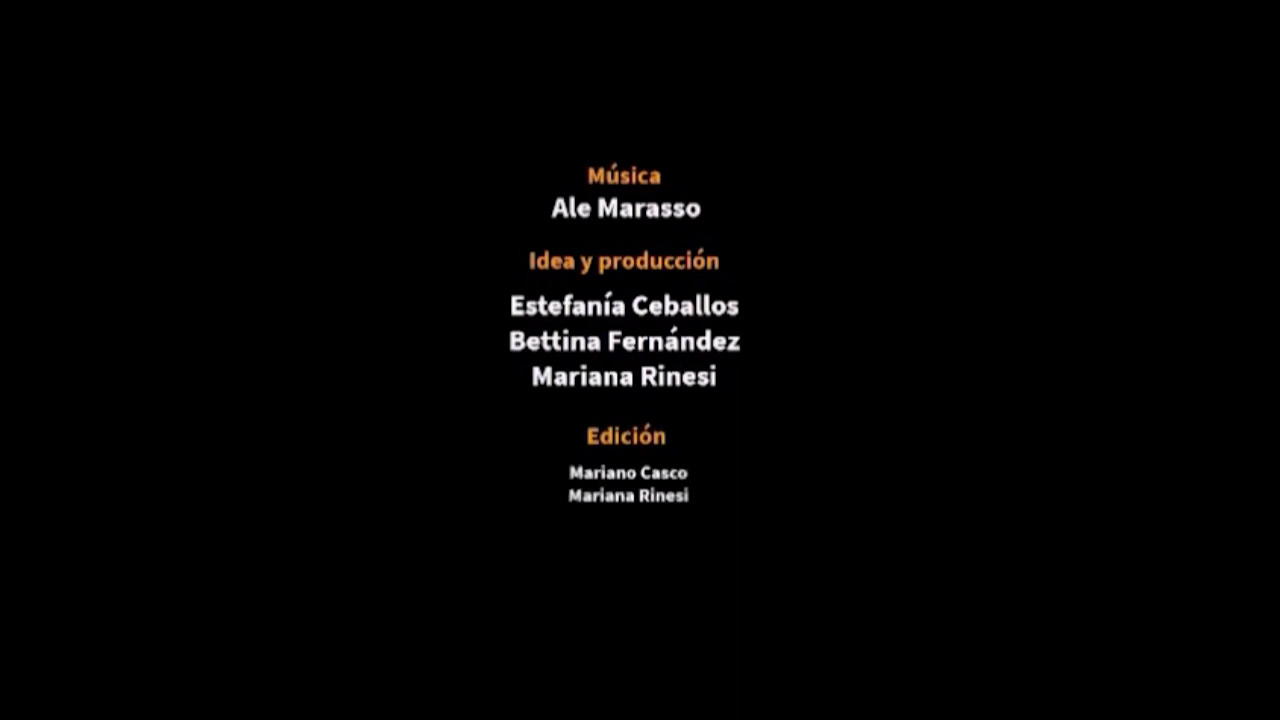 Música
Ale Marasso
Idea y producción
Estefanía Ceballos
Bettina Fernández
Mariana Rinesi
Edición
Mariano Casco
Mariana Rinesi